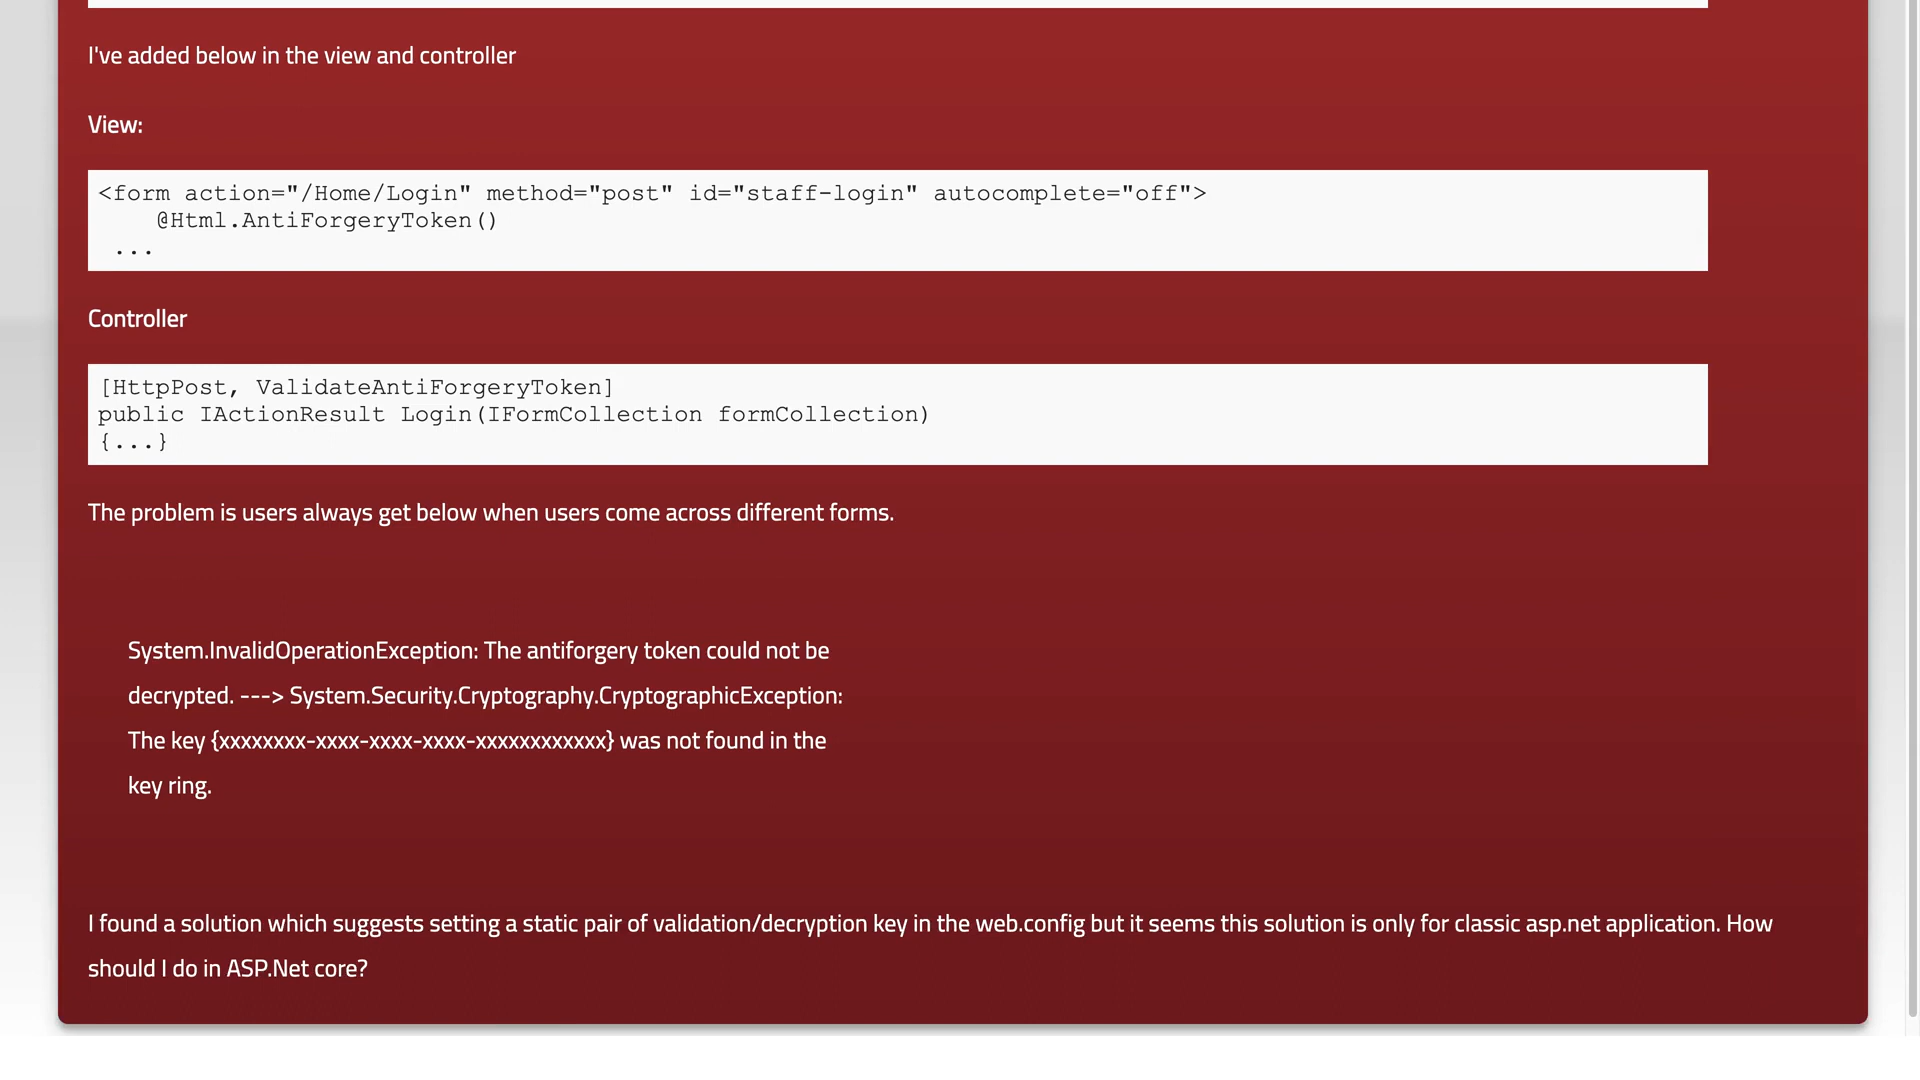 I've added below in the view and controller
View:
<form action="/Home/Login" method="post" id="staff-login" autocomplete="off">
    @Html.AntiForgeryToken()
 ...
Controller
[HttpPost, ValidateAntiForgeryToken]
public IActionResult Login(IFormCollection formCollection)
{...}
The problem is users always get below when users come across different forms.
System.InvalidOperationException: The antiforgery token could not be
decrypted. ---> System.Security.Cryptography.CryptographicException:
The key {xxxxxxxx-xxxx-xxxx-xxxx-xxxxxxxxxxxx} was not found in the
key ring.
I found a solution which suggests setting a static pair of validation/decryption key in the web.config but it seems this solution is only for classic asp.net application. How
should I do in ASP.Net core?